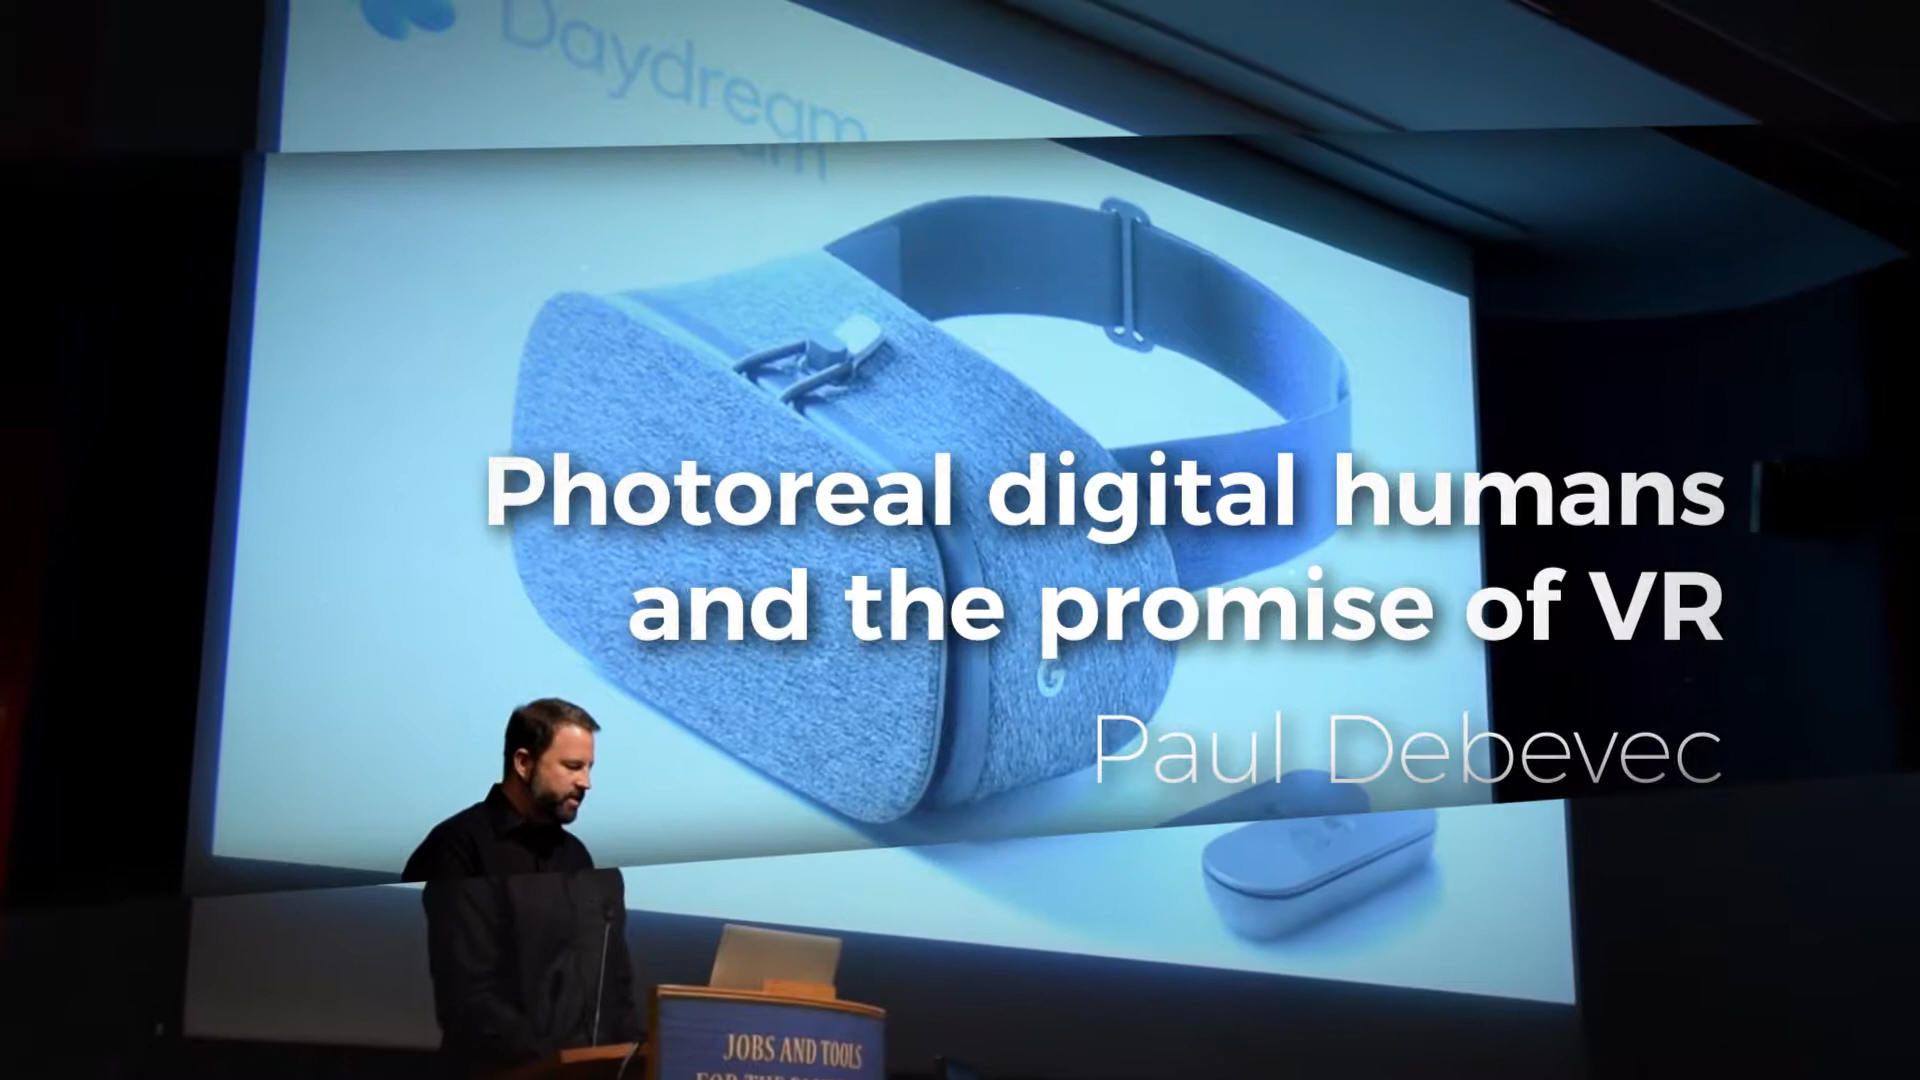 Daydream
Photoreal digital humans
and the promise of VR
G
Paul Debevec
JOBS AND TOOLS